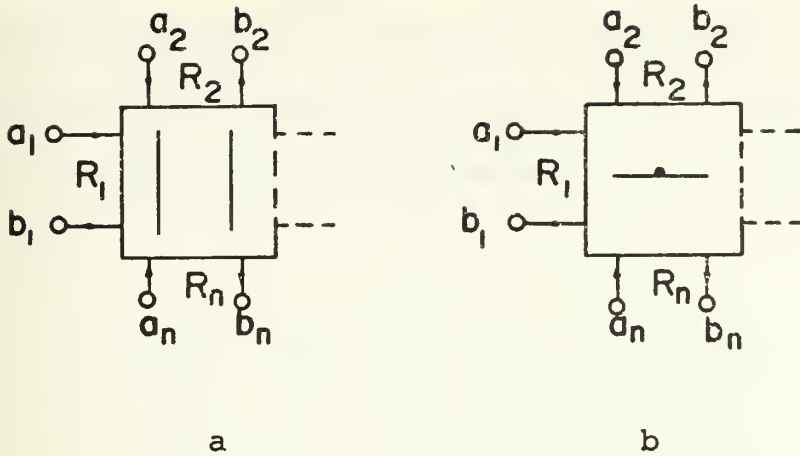 a₂ b₂ a₂ b₂
R₂ R₂
a₁ a₁
R₁ R₁
b₁ b₁
Rₙ Rₙ
aₙ bₙ aₙ bₙ
a b